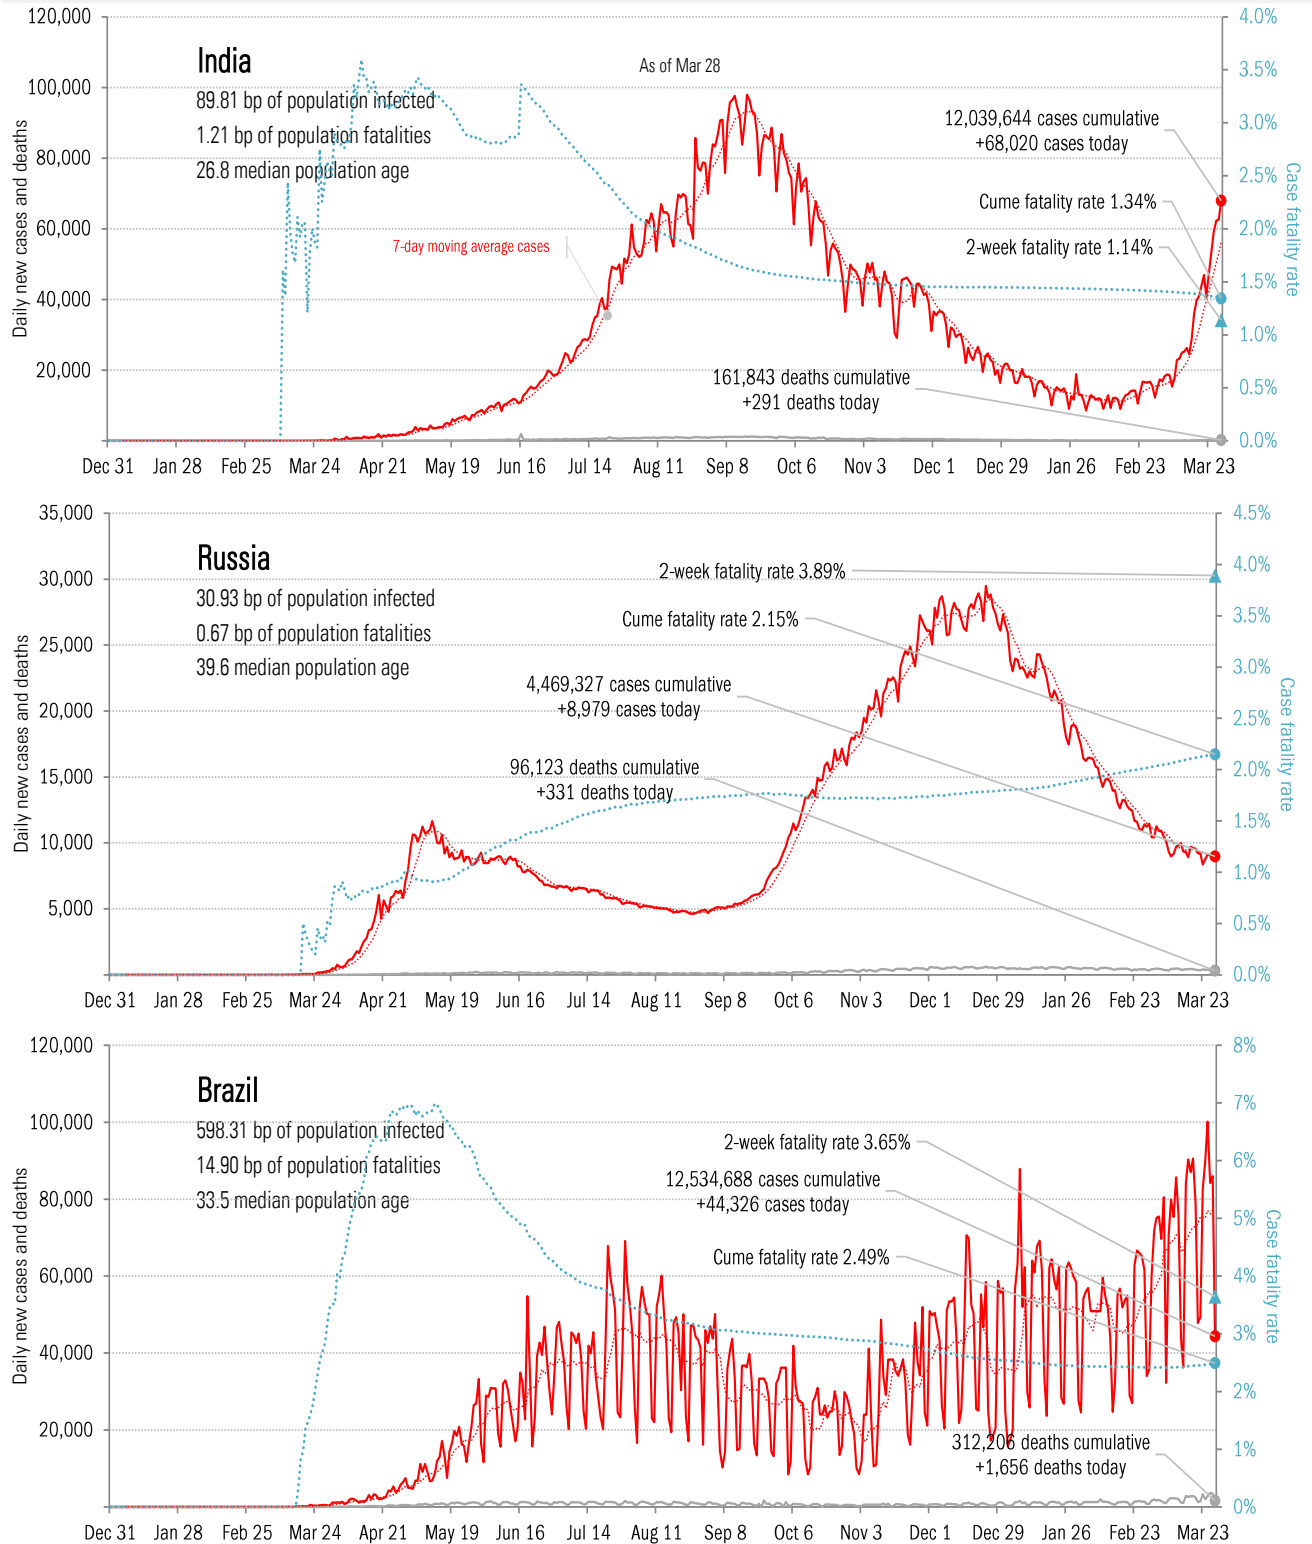 120,000
100,000
80,000
60,000
40,000
20,000
Daily new cases and deaths
India
89.81 bp of population infected
1.21 bp of population fatalities
26.8 median population age
As of Mar 28
7-day moving average cases
12,039,644 cases cumulative
+68,020 cases today
Cume fatality rate 1.34%
2-week fatality rate 1.14%
161,843 deaths cumulative
+291 deaths today
4.0%
3.5%
3.0%
2.5%
2.0%
1.5%
1.0%
0.5%
0.0%
Case fatality rate
Dec 31 Jan 28 Feb 25 Mar 24 Apr 21 May 19 Jun 16 Jul 14 Aug 11 Sep 8 Oct 6 Nov 3 Dec 1 Dec 29 Jan 26 Feb 23 Mar 23
35,000
30,000
25,000
20,000
15,000
10,000
5,000
Daily new cases and deaths
Russia
30.93 bp of population infected
0.67 bp of population fatalities
39.6 median population age
2-week fatality rate 3.89%
Cume fatality rate 2.15%
4,469,327 cases cumulative
+8,979 cases today
96,123 deaths cumulative
+331 deaths today
4.5%
4.0%
3.5%
3.0%
2.5%
2.0%
1.5%
1.0%
0.5%
0.0%
Case fatality rate
Dec 31 Jan 28 Feb 25 Mar 24 Apr 21 May 19 Jun 16 Jul 14 Aug 11 Sep 8 Oct 6 Nov 3 Dec 1 Dec 29 Jan 26 Feb 23 Mar 23
120,000
100,000
80,000
60,000
40,000
20,000
Daily new cases and deaths
Brazil
598.31 bp of population infected
14.90 bp of population fatalities
33.5 median population age
2-week fatality rate 3.65%
12,534,688 cases cumulative
+44,326 cases today
Cume fatality rate 2.49%
312,206 deaths cumulative
+1,656 deaths today
8%
7%
6%
5%
4%
3%
2%
1%
0%
Case fatality rate
Dec 31 Jan 28 Feb 25 Mar 24 Apr 21 May 19 Jun 16 Jul 14 Aug 11 Sep 8 Oct 6 Nov 3 Dec 1 Dec 29 Jan 26 Feb 23 Mar 23